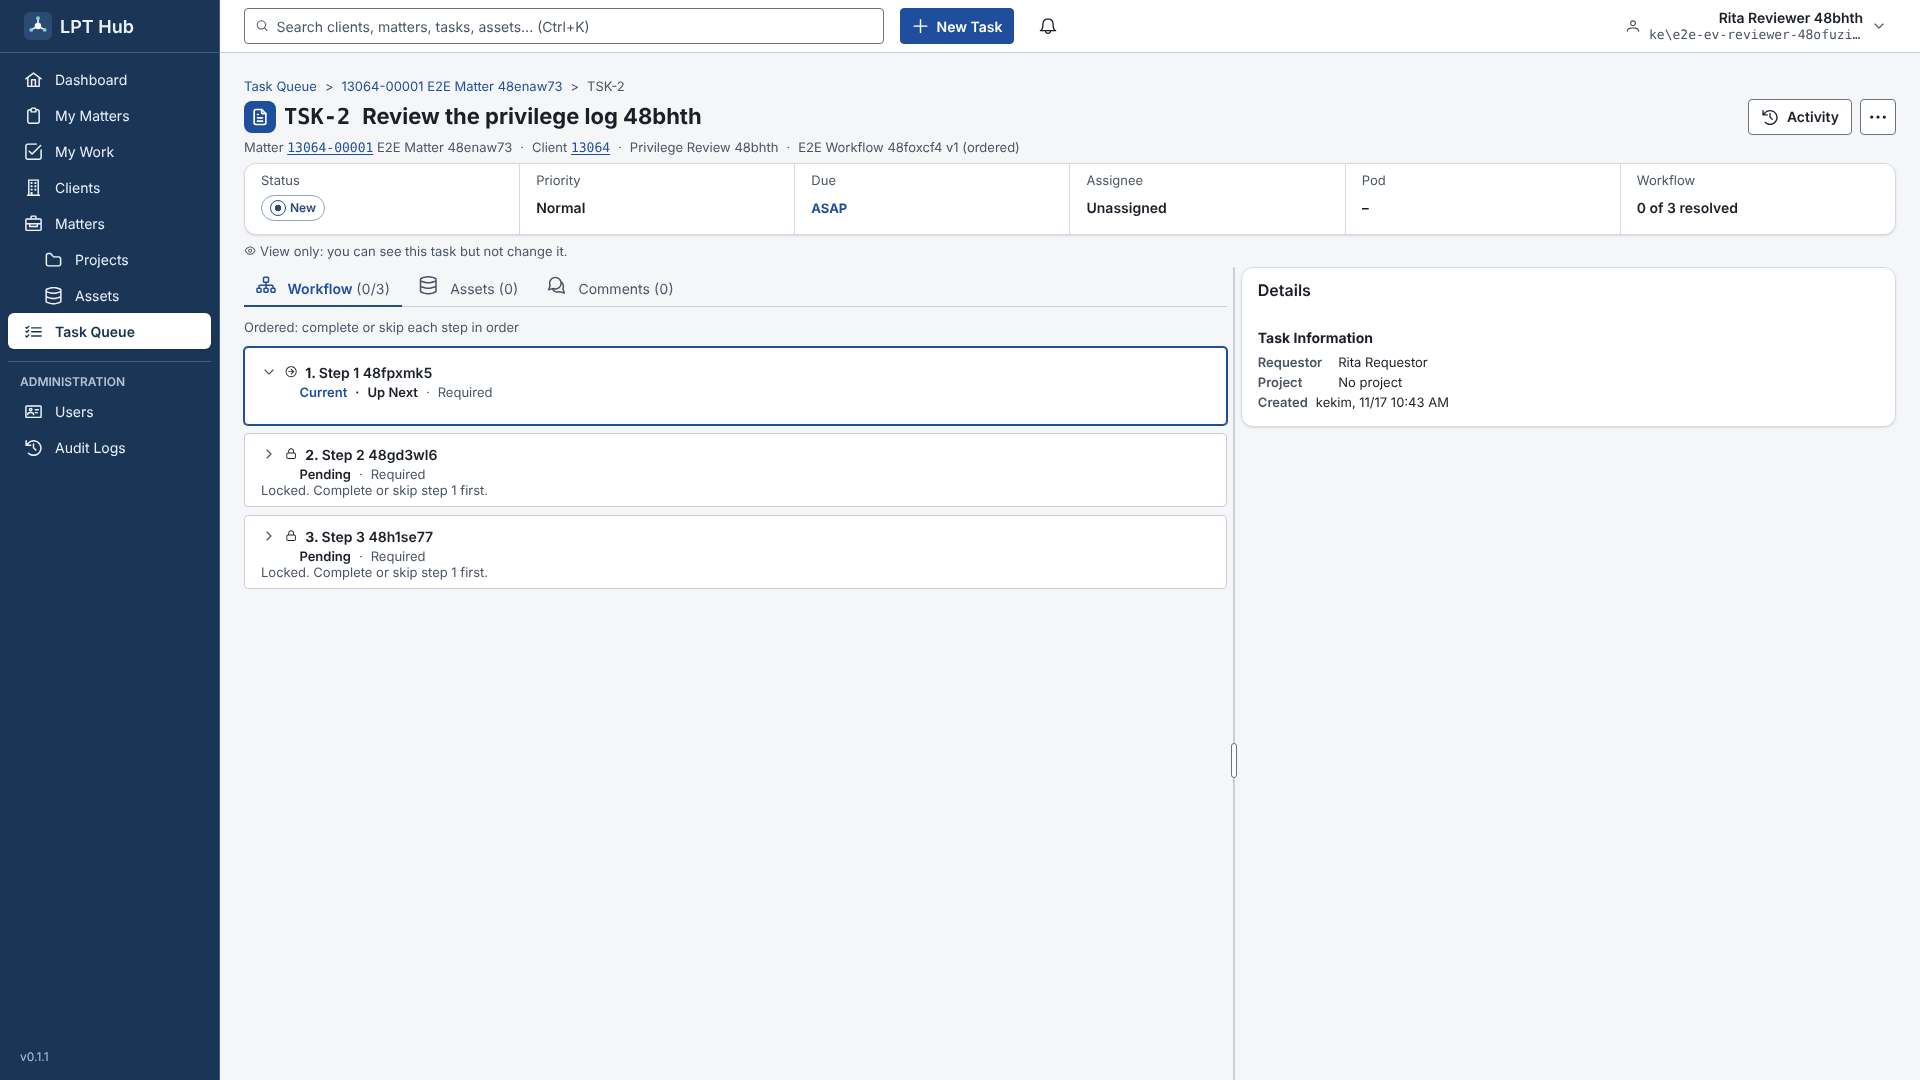 LPT Hub
Search clients, matters, tasks, assets... (Ctrl+K)
New Task
Rita Reviewer 48bhth
ke\e2e-ev-reviewer-48ofuzi…
Dashboard
My Matters
My Work
Clients
Matters
Projects
Assets
Task Queue
ADMINISTRATION
Users
Audit Logs
v0.1.1
Task Queue > 13064-00001 E2E Matter 48enaw73 > TSK-2
TSK-2 Review the privilege log 48bhth
Activity
Matter 13064-00001 E2E Matter 48enaw73 · Client 13064 · Privilege Review 48bhth · E2E Workflow 48foxcf4 v1 (ordered)
Status
New
Priority
Normal
Due
ASAP
Assignee
Unassigned
Pod
–
Workflow
0 of 3 resolved
View only: you can see this task but not change it.
Workflow (0/3)
Assets (0)
Comments (0)
Ordered: complete or skip each step in order
1. Step 1 48fpxmk5
Current · Up Next · Required
2. Step 2 48gd3wl6
Pending · Required
Locked. Complete or skip step 1 first.
3. Step 3 48h1se77
Pending · Required
Locked. Complete or skip step 1 first.
Details
Task Information
Requestor Rita Requestor
Project No project
Created kekim, 11/17 10:43 AM